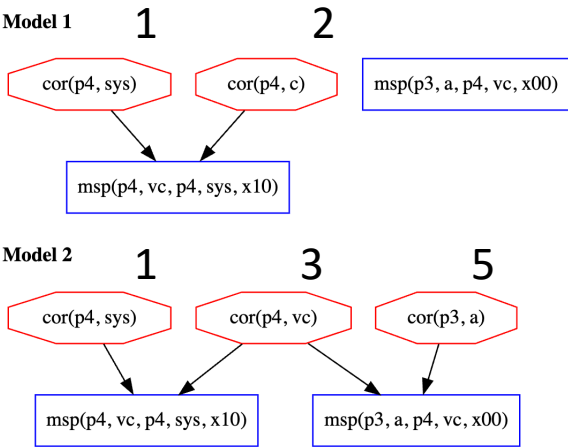 Model 1 1 2
cor(p4, sys) cor(p4, c) msp(p3, a, p4, vc, x00)
msp(p4, vc, p4, sys, x10)
Model 2 1 3 5
cor(p4, sys) cor(p4, vc) cor(p3, a)
msp(p4, vc, p4, sys, x10) msp(p3, a, p4, vc, x00)